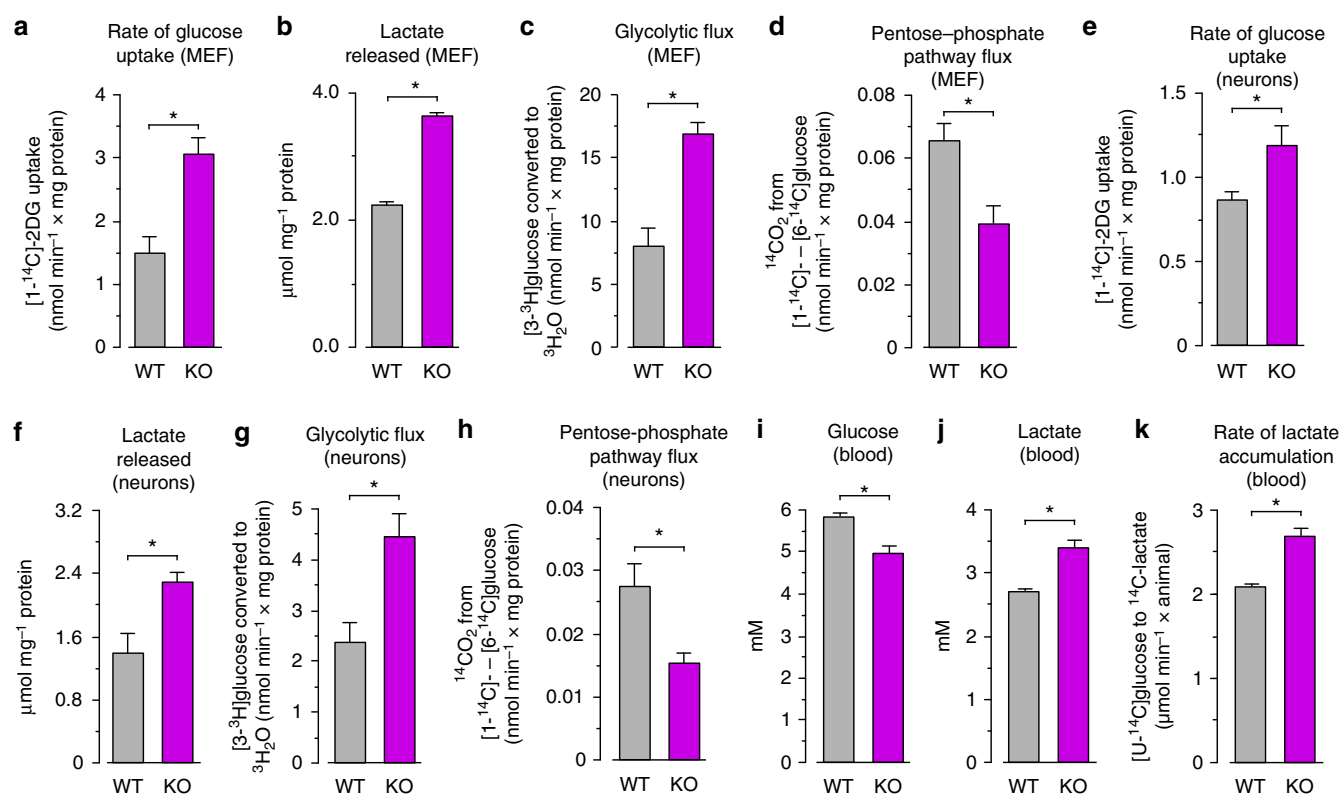 a
Rate of glucose
uptake (MEF)
[1-¹⁴C]-2DG uptake
(nmol min⁻¹ × mg protein)
4
3
2
1
0
*
WT KO
b
Lactate
released (MEF)
μmol mg⁻¹ protein
4.0
2.0
0.0
*
WT KO
c
Glycolytic flux
(MEF)
[3-³H]glucose converted to
³H₂O (nmol min⁻¹ × mg protein)
20
15
10
5
0
*
WT KO
d
Pentose–phosphate
pathway flux
(MEF)
¹⁴CO₂ from
[1-¹⁴C]- – [6-¹⁴C]glucose
(nmol min⁻¹ × mg protein)
0.08
0.06
0.04
0.02
0
*
WT KO
e
Rate of glucose
uptake
(neurons)
[1-¹⁴C]-2DG uptake
(nmol min⁻¹ × mg protein)
1.5
1.0
0.5
0
*
WT KO
f
Lactate
released
(neurons)
μmol mg⁻¹ protein
3.2
2.4
1.6
0.8
0
*
WT KO
g
Glycolytic flux
(neurons)
[3-³H]glucose converted to
³H₂O (nmol min⁻¹ × mg protein)
5
4
3
2
1
0
*
WT KO
h
Pentose-phosphate
pathway flux
(neurons)
¹⁴CO₂ from
[1-¹⁴C]- – [6-¹⁴C]glucose
(nmol min⁻¹ × mg protein)
0.04
0.03
0.02
0.01
0
*
WT KO
i
Glucose
(blood)
mM
6
5
4
3
2
1
0
*
WT KO
j
Lactate
(blood)
mM
4
3
2
1
0
*
WT KO
k
Rate of lactate
accumulation
(blood)
[U-¹⁴C]glucose to ¹⁴C-lactate
(μmol min⁻¹ × animal)
3
2
1
0
*
WT KO